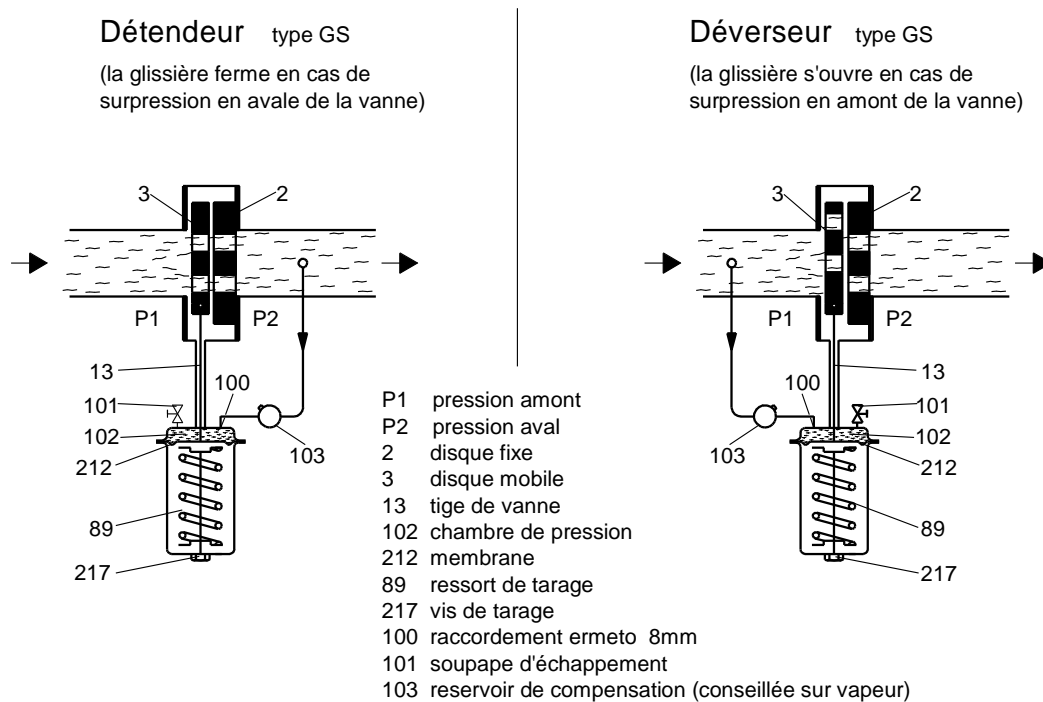 Détendeur type GS
(la glissière ferme en cas de
surpression en avale de la vanne)
3
2
P1
P2
13
100
101
102
103
212
89
217
Déverseur type GS
(la glissière s'ouvre en cas de
surpression en amont de la vanne)
3
2
P1
P2
100
13
101
102
103
212
89
217
P1 pression amont
P2 pression aval
2 disque fixe
3 disque mobile
13 tige de vanne
102 chambre de pression
212 membrane
89 ressort de tarage
217 vis de tarage
100 raccordement ermeto 8mm
101 soupape d'échappement
103 reservoir de compensation (conseillée sur vapeur)